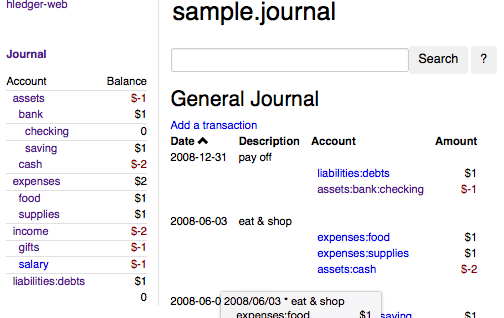 hledger-web
Journal
Account Balance
assets $-1
bank $1
checking 0
saving $1
cash $-2
expenses $2
food $1
supplies $1
income $-2
gifts $-1
salary $-1
liabilities:debts $1
0
sample.journal
Search ?
General Journal
Add a transaction
Date Description Account Amount
2008-12-31 pay off
liabilities:debts $1
assets:bank:checking $-1
2008-06-03 eat & shop
expenses:food $1
expenses:supplies $1
assets:cash $-2
2008-06-0
2008/06/03 * eat & shop
expenses:food $1
saving $1